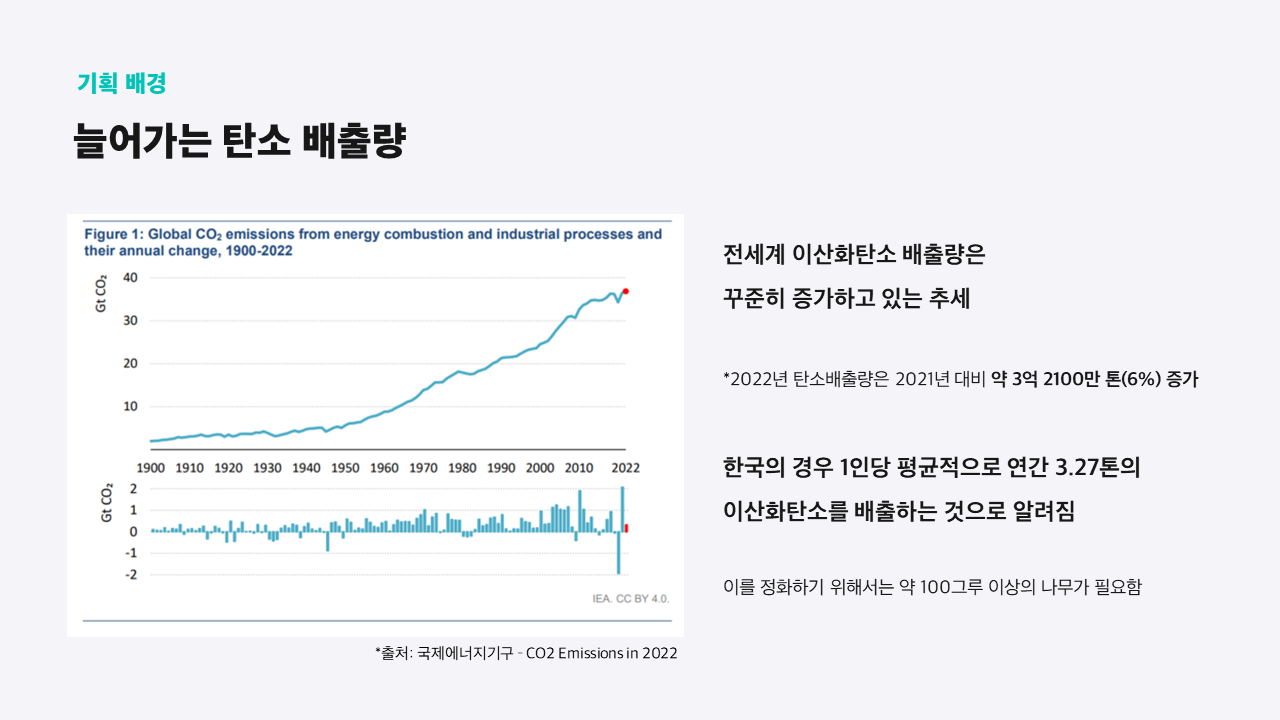 기획 배경
늘어가는 탄소 배출량
Figure 1: Global CO₂ emissions from energy combustion and industrial processes and
their annual change, 1900-2022
Gt CO₂
40
30
20
10
1900 1910 1920 1930 1940 1950 1960 1970 1980 1990 2000 2010 2022
Gt CO₂
2
1
0
-1
-2
IEA. CC BY 4.0.
*출처: 국제에너지기구 - CO2 Emissions in 2022
전세계 이산화탄소 배출량은
꾸준히 증가하고 있는 추세
*2022년 탄소배출량은 2021년 대비 약 3억 2100만 톤(6%) 증가
한국의 경우 1인당 평균적으로 연간 3.27톤의
이산화탄소를 배출하는 것으로 알려짐
이를 정화하기 위해서는 약 100그루 이상의 나무가 필요함